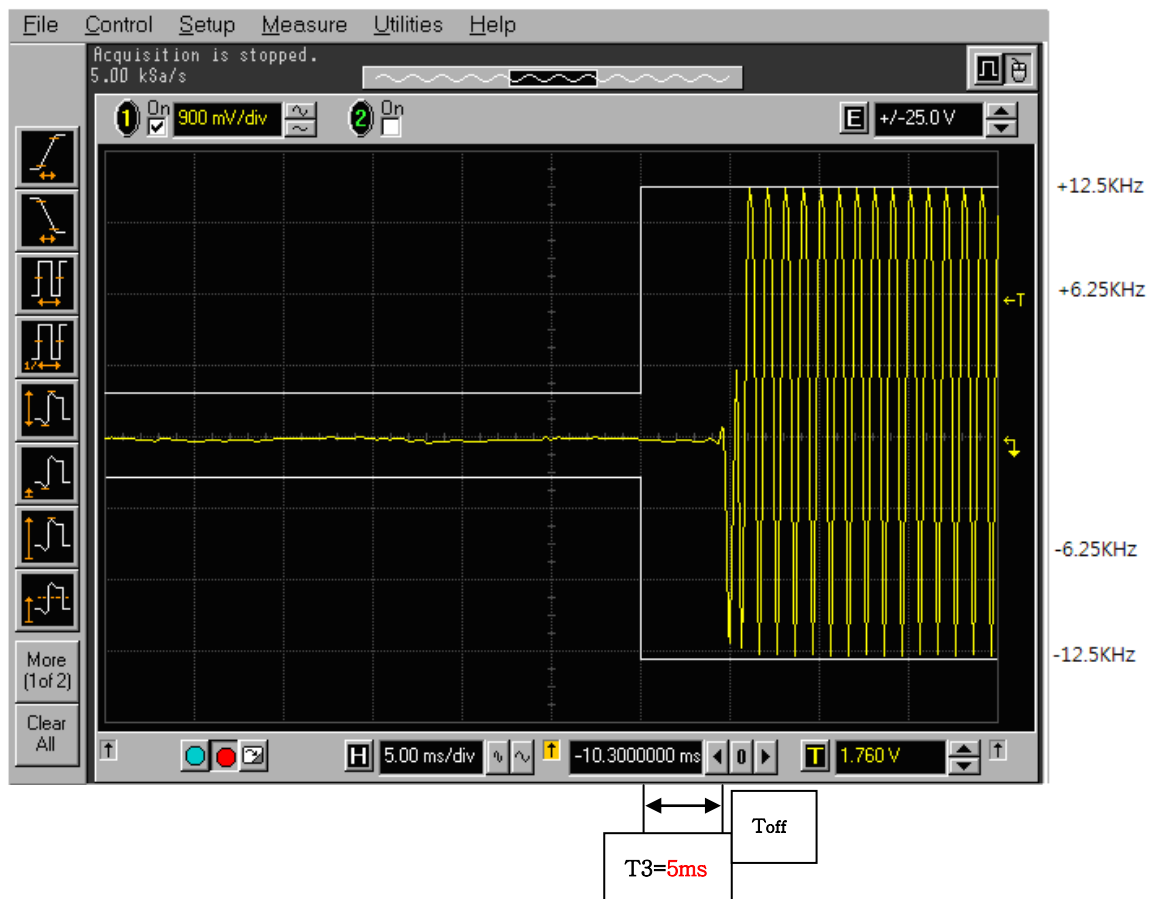 File Control Setup Measure Utilities Help
Acquisition is stopped.
5.00 kSa/s
1 On 900 mV/div 2 On E +/-25.0 V
+12.5KHz
+6.25KHz
←T
-6.25KHz
-12.5KHz
1/
More
(1of 2)
Clear
All
H 5.00 ms/div -10.3000000 ms 0 T 1.760 V
Toff
T3=5ms